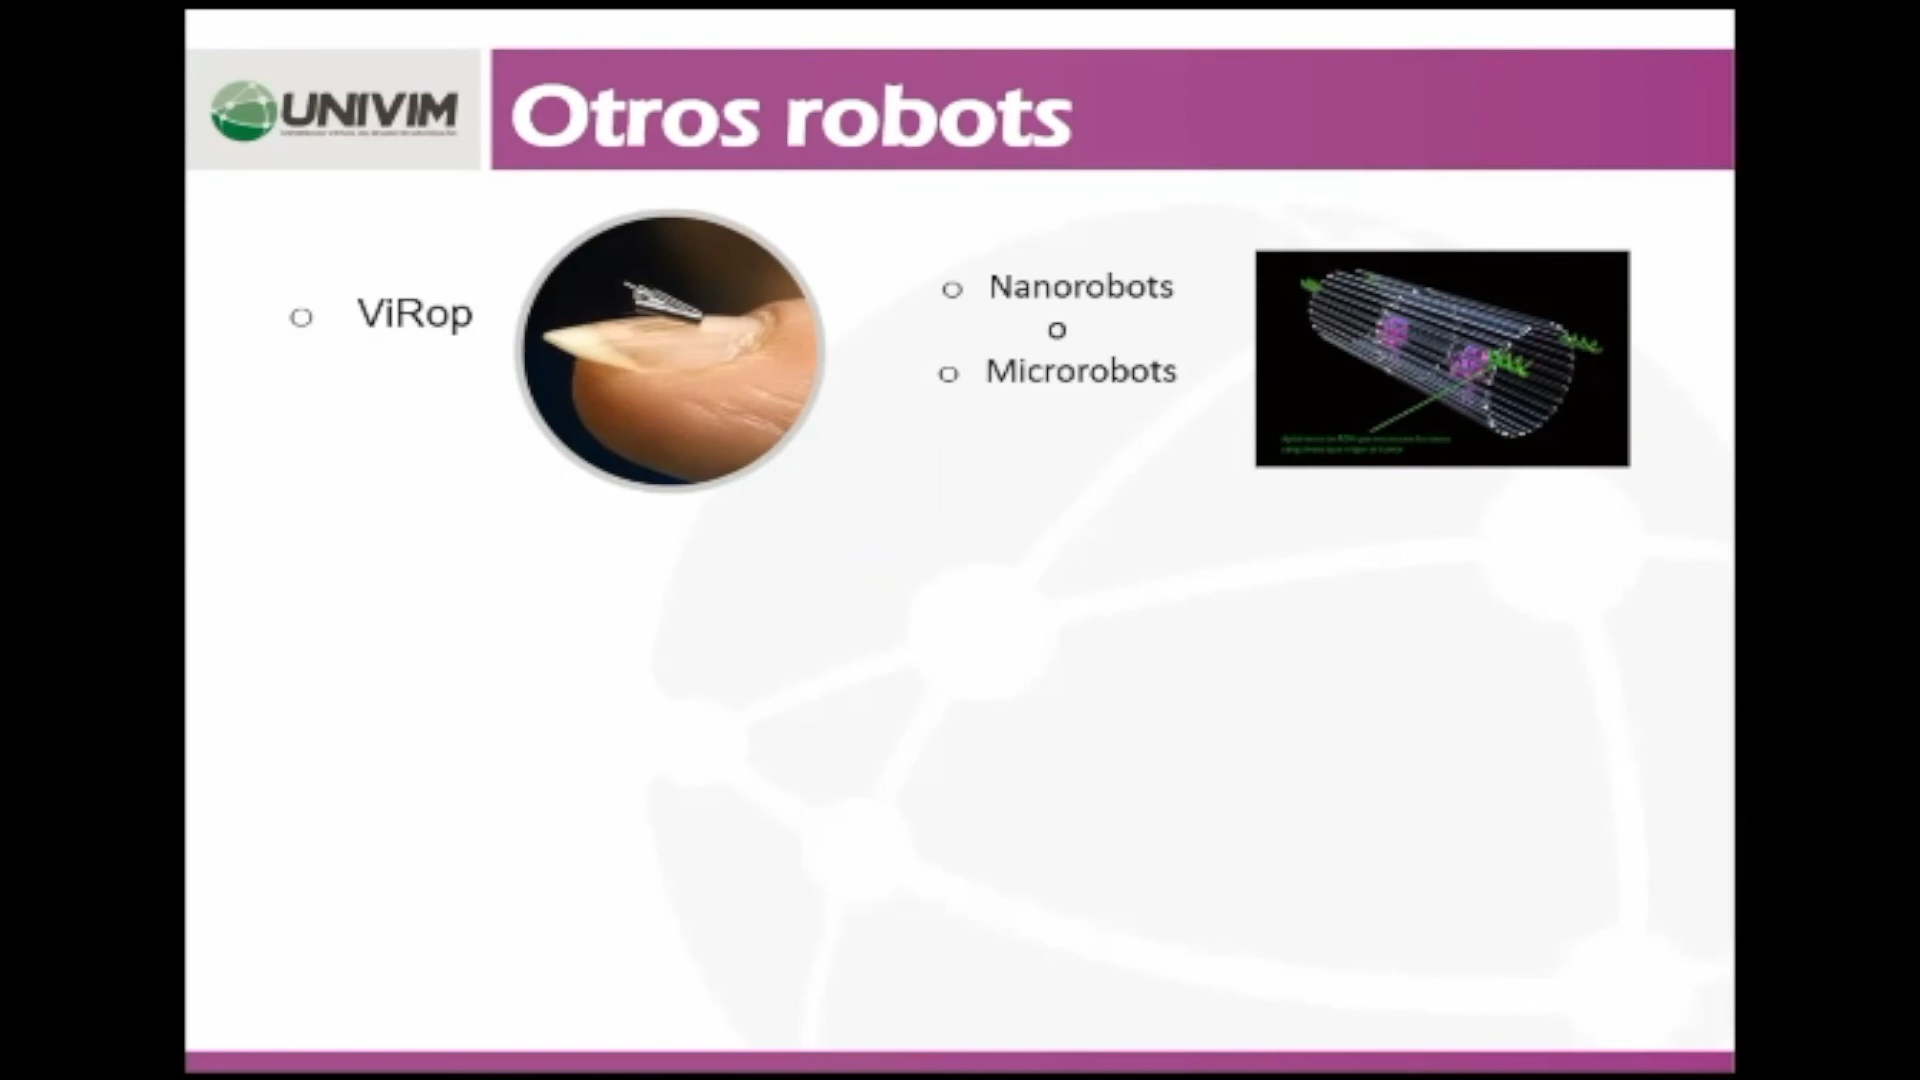 UNIVIM
Otros robots
o ViRop
o Nanorobots
o
o Microrobots